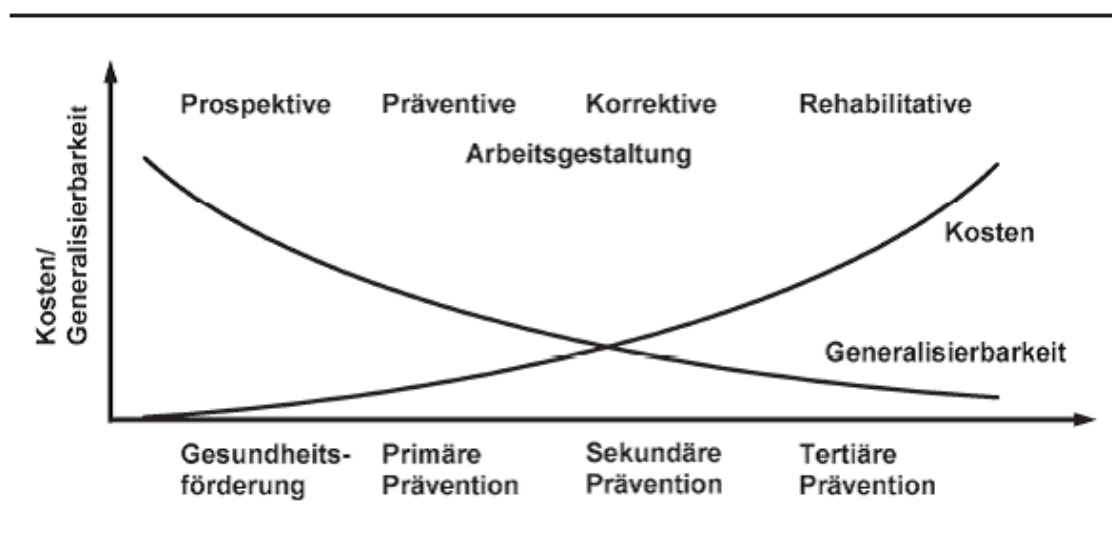 Prospektive Präventive Korrektive Rehabilitative
Arbeitsgestaltung
Kosten/
Generalisierbarkeit
Kosten
Generalisierbarkeit
Gesundheits-
förderung
Primäre
Prävention
Sekundäre
Prävention
Tertiäre
Prävention